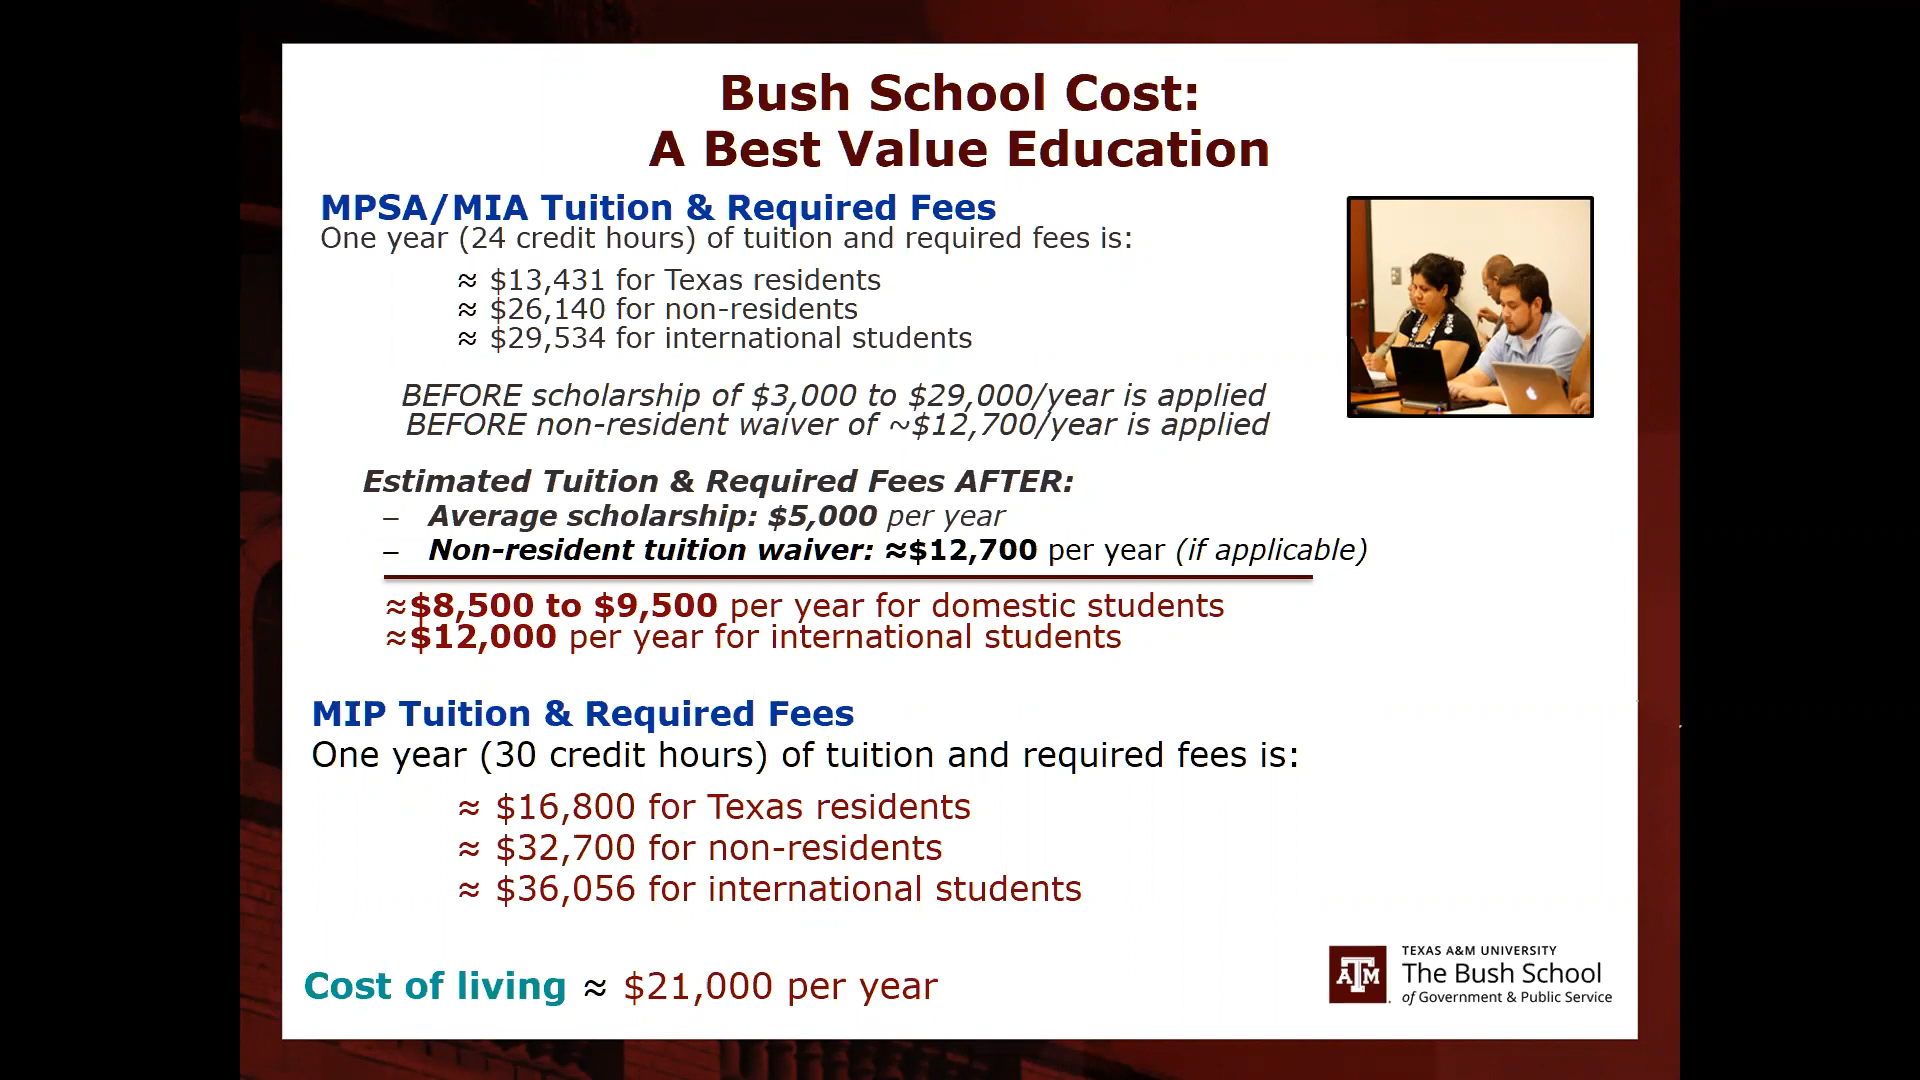 Bush School Cost:
A Best Value Education
MPSA/MIA Tuition & Required Fees
One year (24 credit hours) of tuition and required fees is:
≈ $13,431 for Texas residents
≈ $26,140 for non-residents
≈ $29,534 for international students
BEFORE scholarship of $3,000 to $29,000/year is applied
BEFORE non-resident waiver of ~$12,700/year is applied
Estimated Tuition & Required Fees AFTER:
– Average scholarship: $5,000 per year
– Non-resident tuition waiver: ≈$12,700 per year (if applicable)
≈$8,500 to $9,500 per year for domestic students
≈$12,000 per year for international students
MIP Tuition & Required Fees
One year (30 credit hours) of tuition and required fees is:
≈ $16,800 for Texas residents
≈ $32,700 for non-residents
≈ $36,056 for international students
Cost of living ≈ $21,000 per year
ATM
TEXAS A&M UNIVERSITY
The Bush School
of Government & Public Service